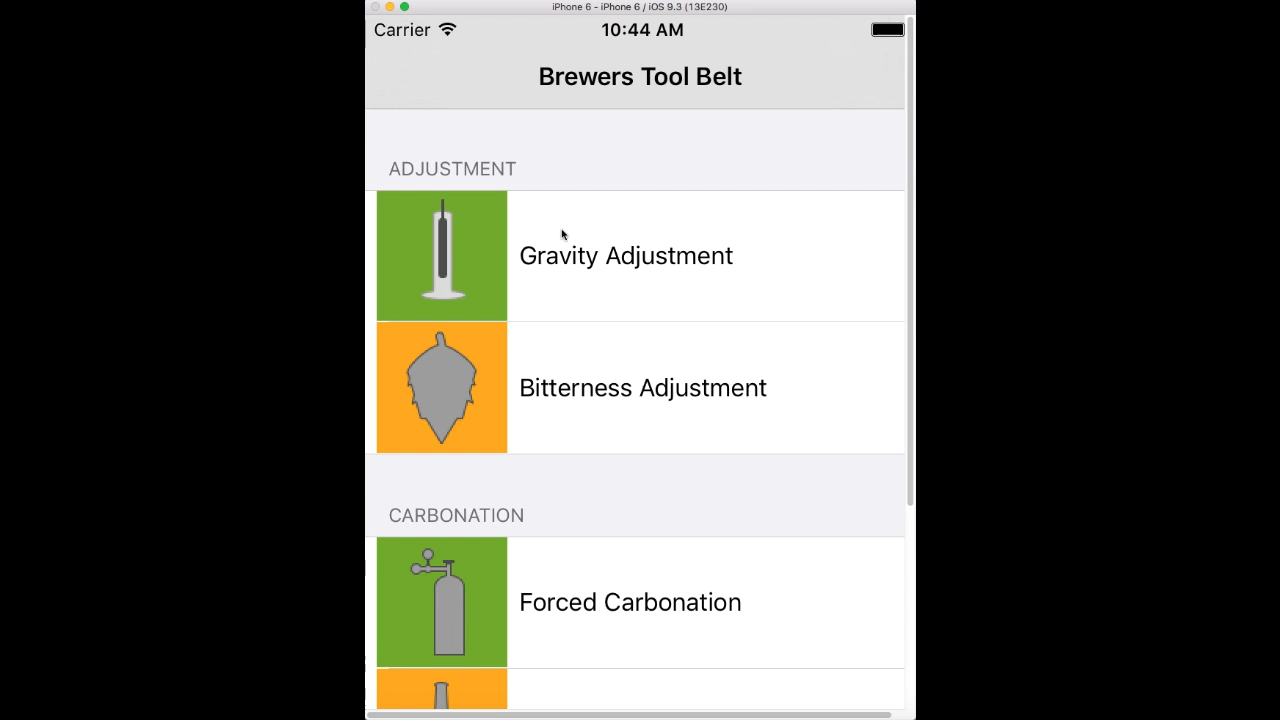 iPhone 6 - iPhone 6 / iOS 9.3 (13E230)
Carrier 10:44 AM
Brewers Tool Belt
ADJUSTMENT
Gravity Adjustment
Bitterness Adjustment
CARBONATION
Forced Carbonation